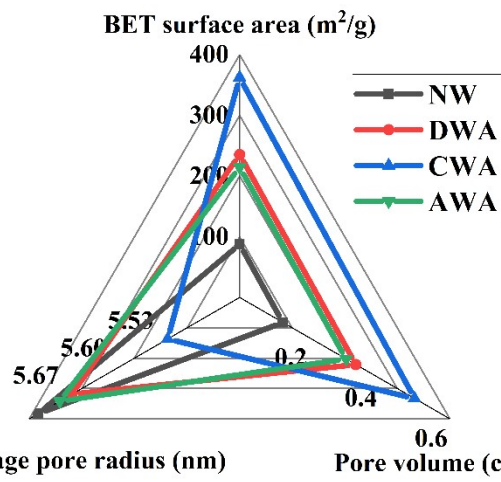 BET surface area (m²/g)
400
NW
300
DWA
200
CWA
AWA
100
5.53
5.60
0.2
5.67
0.4
0.6
age pore radius (nm)
Pore volume (c